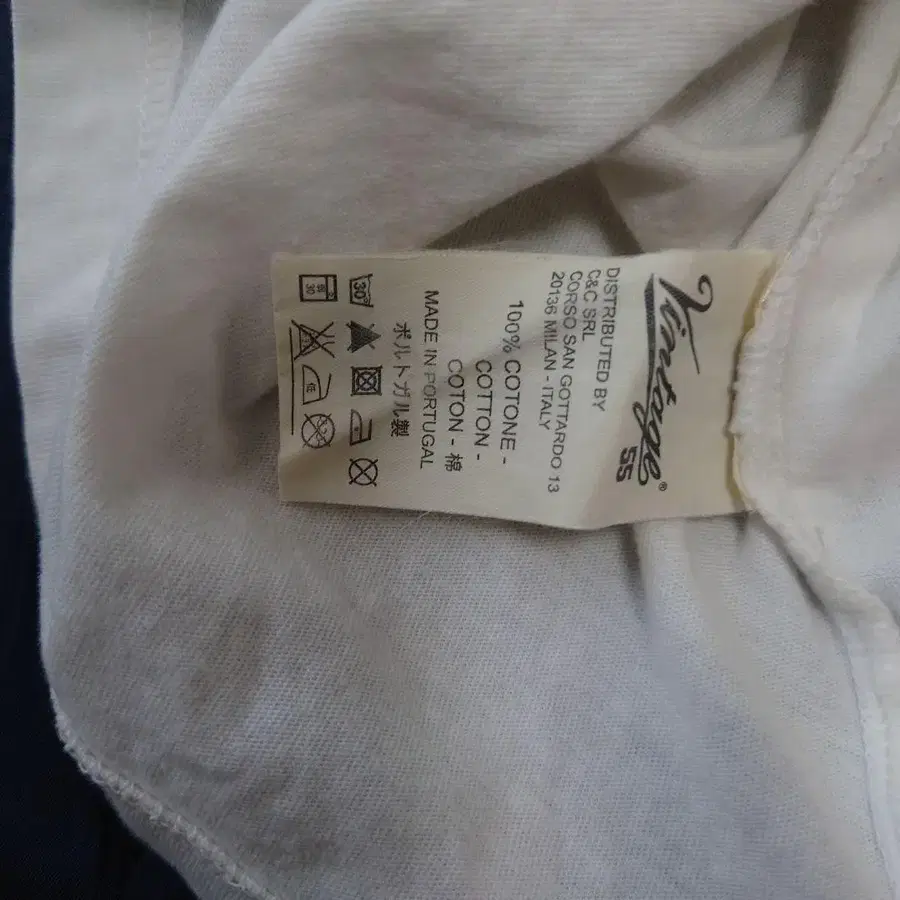 Vintage®
55
DISTRIBUTED BY
C&C SRL
CORSO SAN GOTTARDO 13
20136 MILAN - ITALY
100% COTONE -
COTTON -
COTON - 棉
MADE IN PORTUGAL
ポルトガル製
30°
低